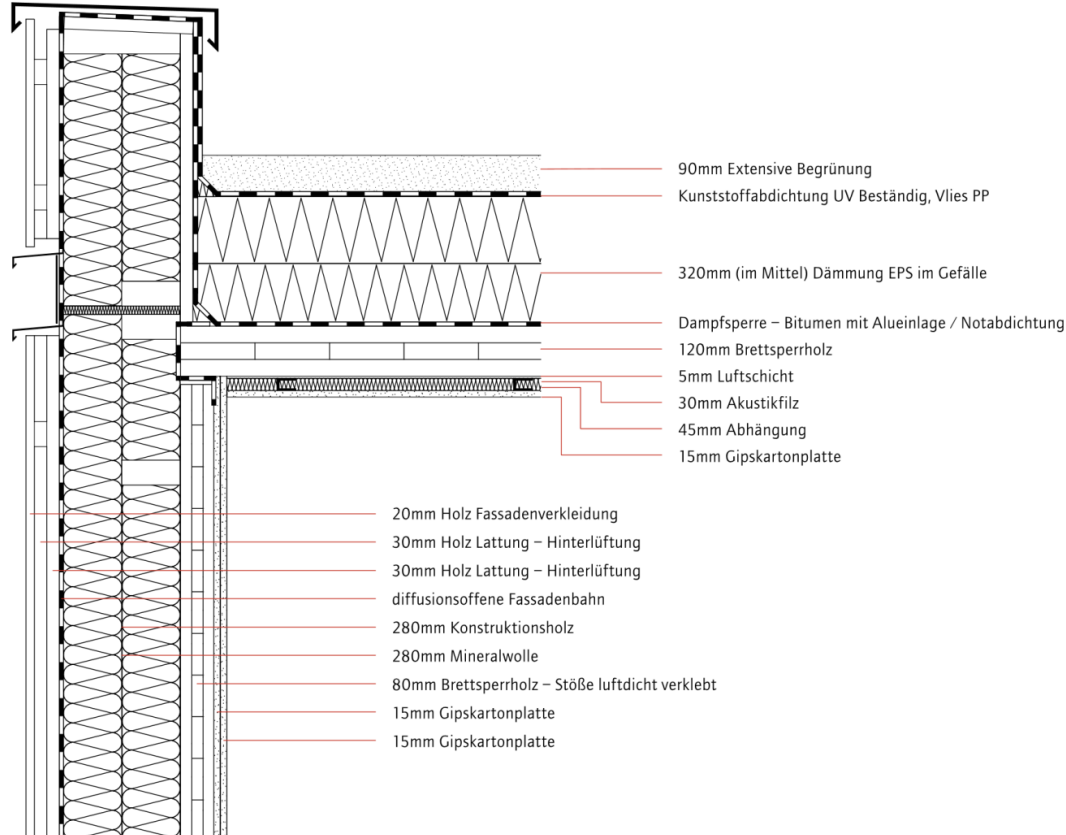 90mm Extensive Begrünung
Kunststoffabdichtung UV Beständig, Vlies PP
320mm (im Mittel) Dämmung EPS im Gefälle
Dampfsperre – Bitumen mit Alueinlage / Notabdichtung
120mm Brettsperrholz
5mm Luftschicht
30mm Akustikfilz
45mm Abhängung
15mm Gipskartonplatte
20mm Holz Fassadenverkleidung
30mm Holz Lattung – Hinterlüftung
30mm Holz Lattung – Hinterlüftung
diffusionsoffene Fassadenbahn
280mm Konstruktionsholz
280mm Mineralwolle
80mm Brettsperrholz – Stöße luftdicht verklebt
15mm Gipskartonplatte
15mm Gipskartonplatte